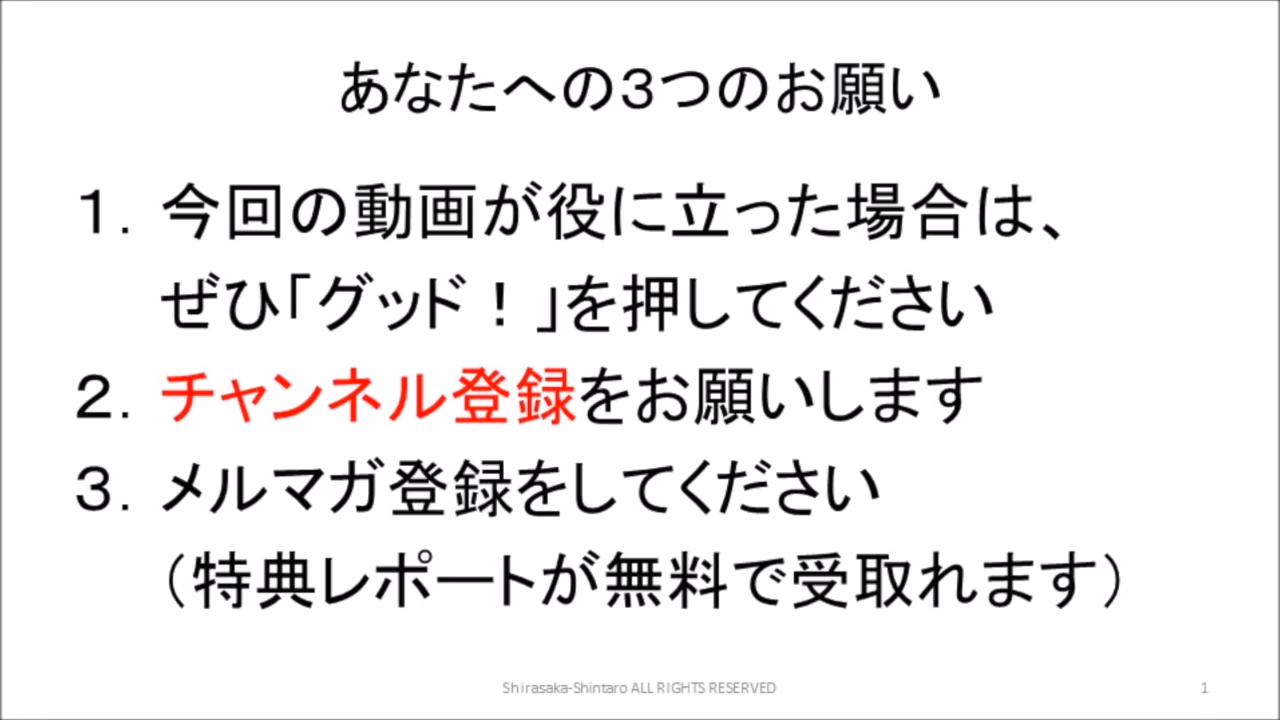 あなたへの３つのお願い
１．今回の動画が役に立った場合は、
ぜひ「グッド！」を押してください
２．チャンネル登録をお願いします
３．メルマガ登録をしてください
（特典レポートが無料で受取れます）
Shirasaka-Shintaro ALL RIGHTS RESERVED
1